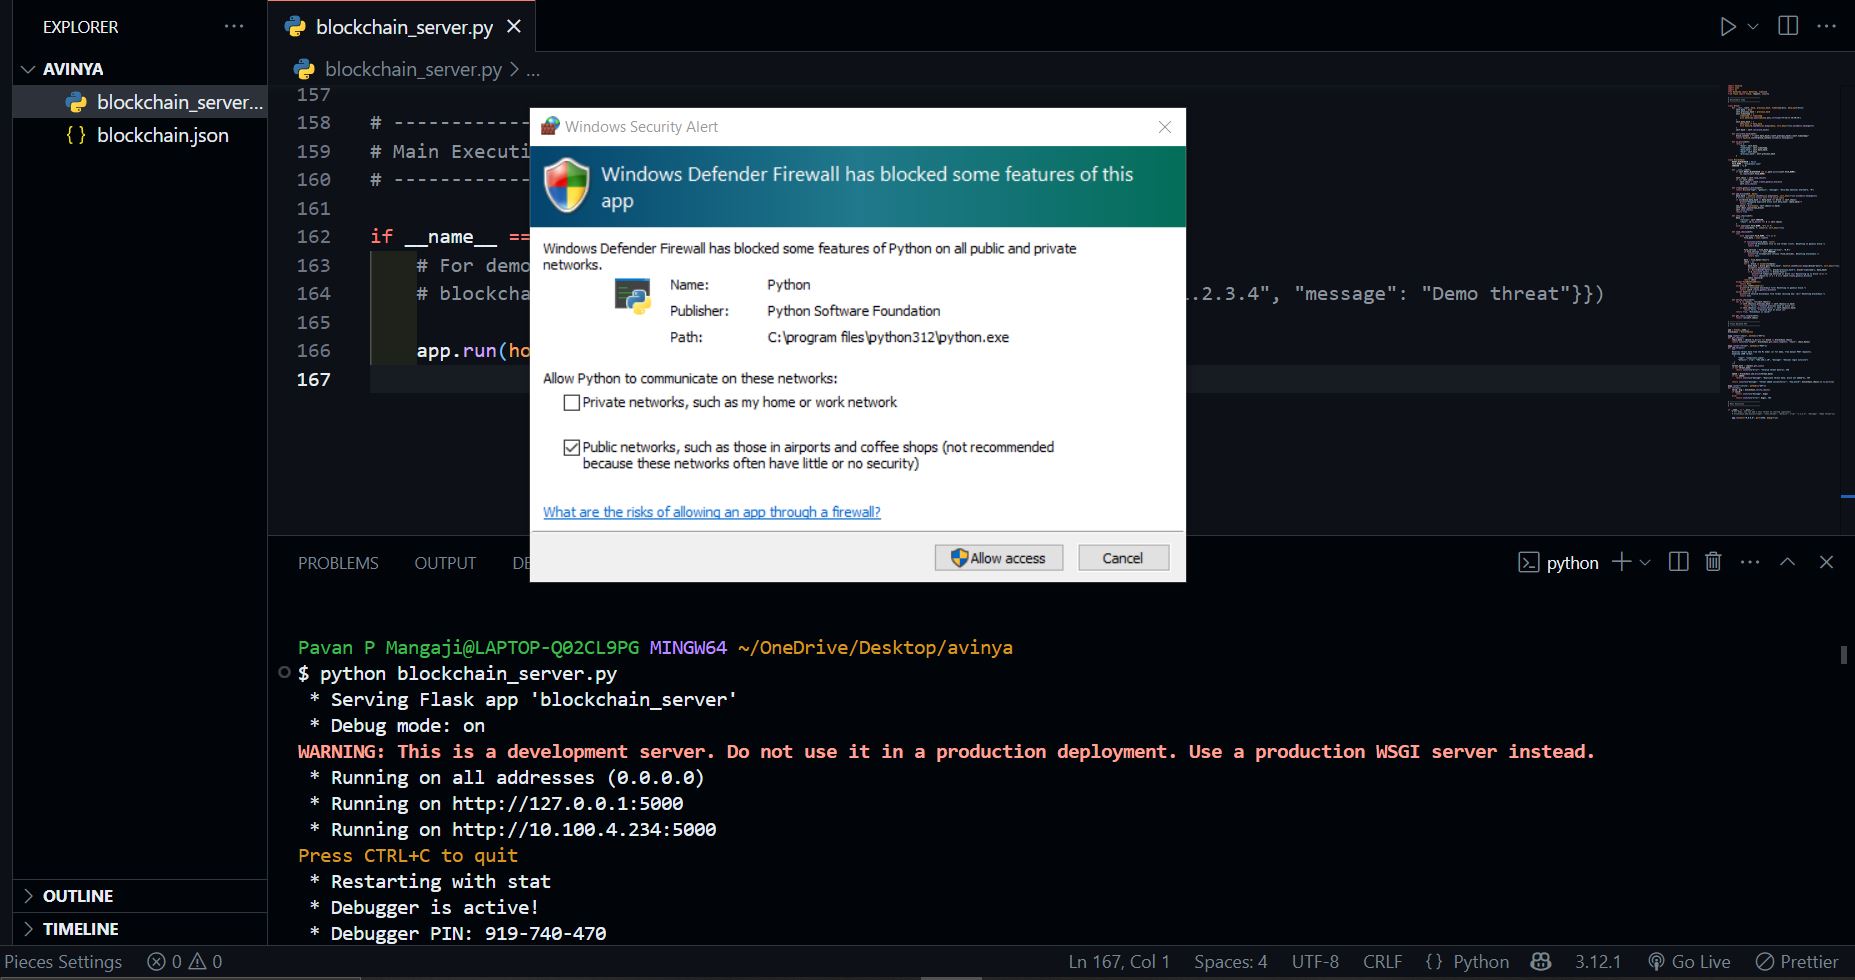 EXPLORER
AVINYA
blockchain_server...
{} blockchain.json
OUTLINE
TIMELINE
blockchain_server.py
blockchain_server.py > ...
157
158 # ------------
159 # Main Executi
160 # ------------
161
162 if __name__ ==
163 # For demo
164 # blockcha .2.3.4", "message": "Demo threat"}})
165
166 app.run(ho
167
Windows Security Alert
Windows Defender Firewall has blocked some features of this
app
Windows Defender Firewall has blocked some features of Python on all public and private
networks.
Name: Python
Publisher: Python Software Foundation
Path: C:\program files\python312\python.exe
Allow Python to communicate on these networks:
Private networks, such as my home or work network
Public networks, such as those in airports and coffee shops (not recommended
because these networks often have little or no security)
What are the risks of allowing an app through a firewall?
Allow access Cancel
PROBLEMS OUTPUT DE
python
Pavan P Mangaji@LAPTOP-Q02CL9PG MINGW64 ~/OneDrive/Desktop/avinya
$ python blockchain_server.py
* Serving Flask app 'blockchain_server'
* Debug mode: on
WARNING: This is a development server. Do not use it in a production deployment. Use a production WSGI server instead.
* Running on all addresses (0.0.0.0)
* Running on http://127.0.0.1:5000
* Running on http://10.100.4.234:5000
Press CTRL+C to quit
* Restarting with stat
* Debugger is active!
* Debugger PIN: 919-740-470
Pieces Settings 0 0 Ln 167, Col 1 Spaces: 4 UTF-8 CRLF {} Python 3.12.1 Go Live Prettier